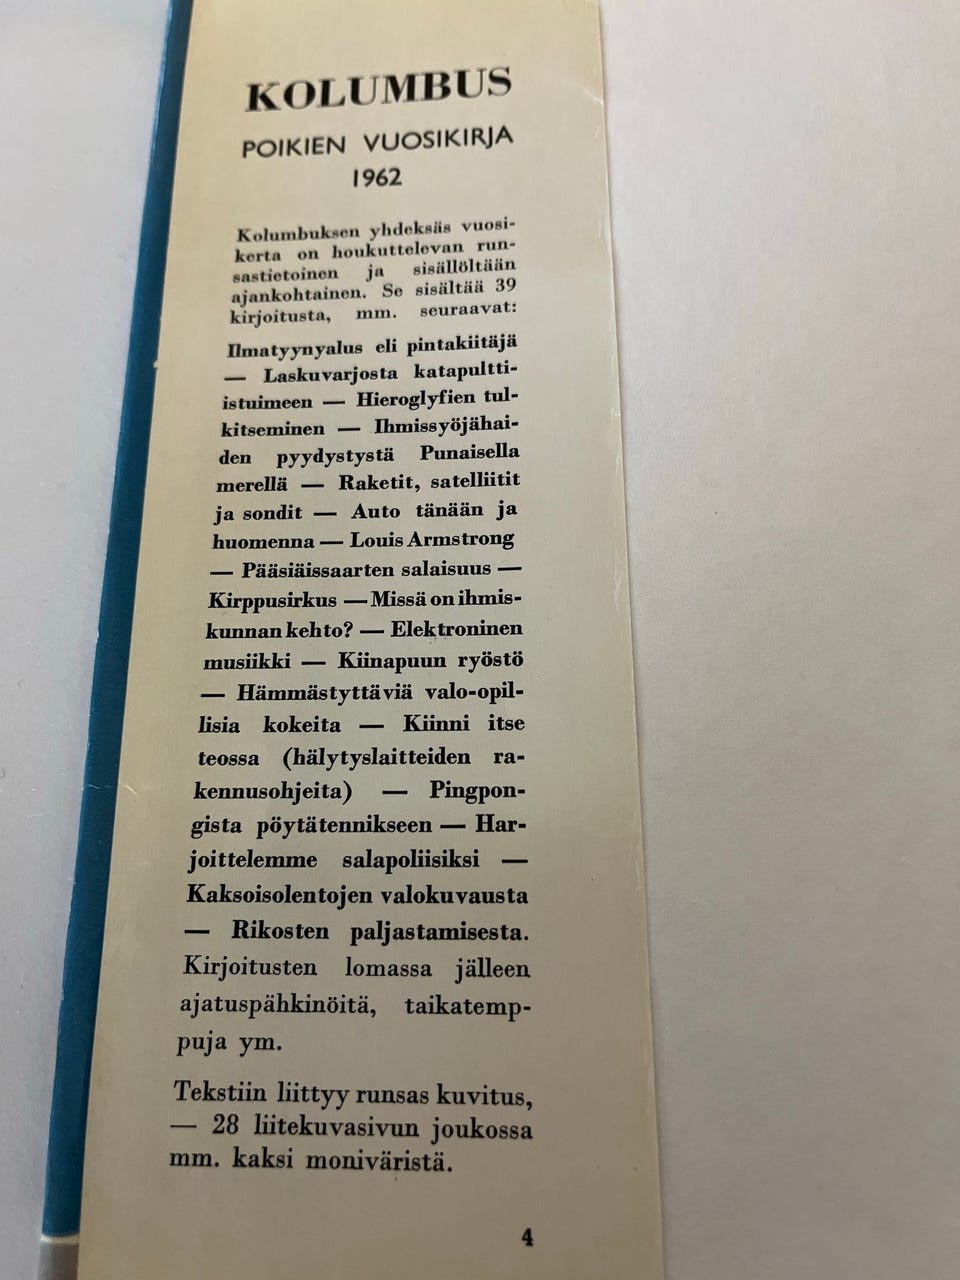 KOLUMBUS
POIKIEN VUOSIKIRJA
1962
Kolumbuksen yhdeksäs vuosi-
kerta on houkuttelevan run-
sastietoinen ja sisällöltään
ajankohtainen. Se sisältää 39
kirjoitusta, mm. seuraavat:
Ilmatyynyalus eli pintakiitäjä
— Laskuvarjosta katapultti-
istuimeen — Hieroglyfien tul-
kitseminen — Ihmissyöjähai-
den pyydystystä Punaisella
merellä — Raketit, satelliitit
ja sondit — Auto tänään ja
huomenna — Louis Armstrong
— Pääsiäissaarten salaisuus —
Kirppusirkus — Missä on ihmis-
kunnan kehto? — Elektroninen
musiikki — Kiinapuun ryöstö
— Hämmästyttäviä valo-opil-
lisia kokeita — Kiinni itse
teossa (hälytyslaitteiden ra-
kennusohjeita) — Pingpon-
gista pöytätennikseen — Har-
joittelemme salapoliisiksi —
Kaksoisolentojen valokuvausta
— Rikosten paljastamisesta.
Kirjoitusten lomassa jälleen
ajatuspähkinöitä, taikatemp-
puja ym.
Tekstiin liittyy runsas kuvitus,
— 28 liitekuvasivun joukossa
mm. kaksi moniväristä.
4